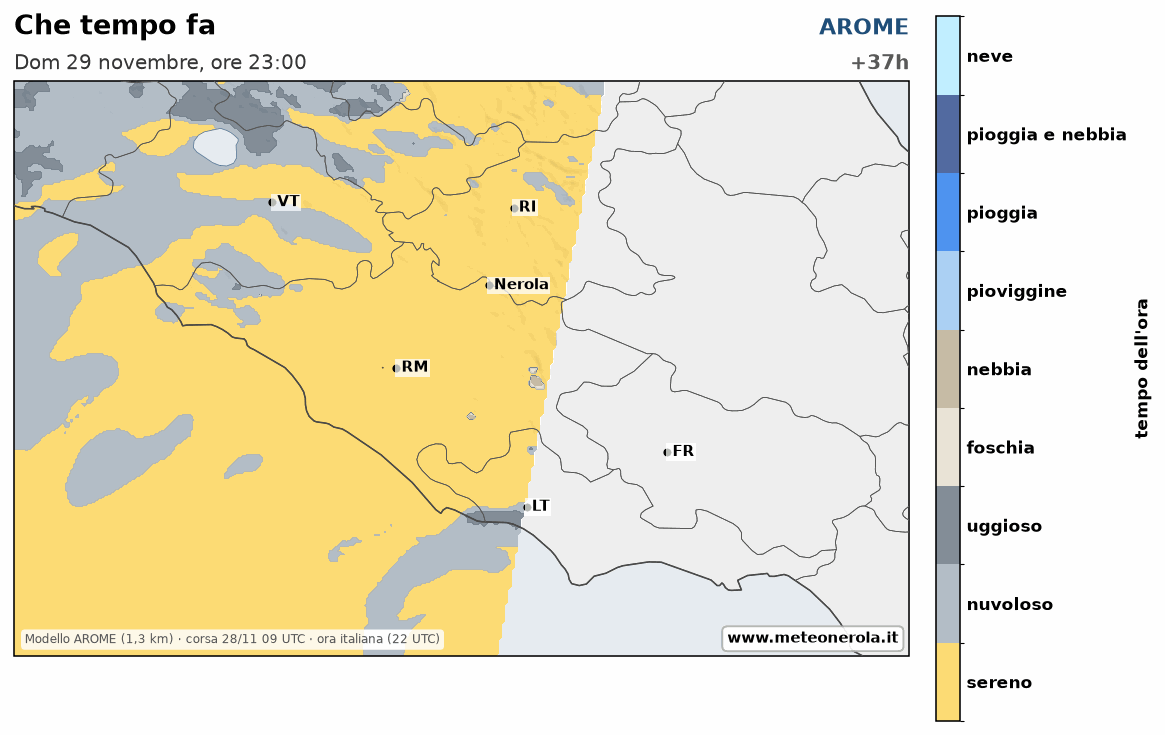 Che tempo fa
AROME
Dom 29 novembre, ore 23:00
+37h
VT
RI
Nerola
RM
FR
LT
Modello AROME (1,3 km) · corsa 28/11 09 UTC · ora italiana (22 UTC)
www.meteonerola.it
neve
pioggia e nebbia
pioggia
pioviggine
nebbia
foschia
uggioso
nuvoloso
sereno
tempo dell'ora